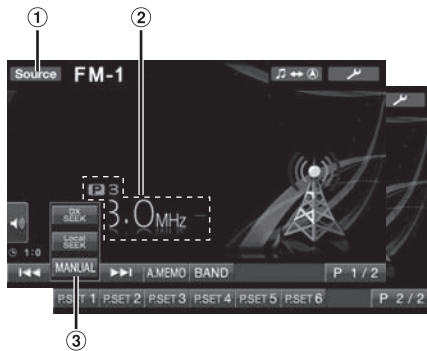 ① ②
Source FM-1
P 3
3.0MHz
DX SEEK
Local SEEK
MANUAL
1:0
A.MEMO BAND P 1/2
P.SET 1 P.SET 2 P.SET 3 P.SET 4 P.SET 5 P.SET 6 P 2/2
③